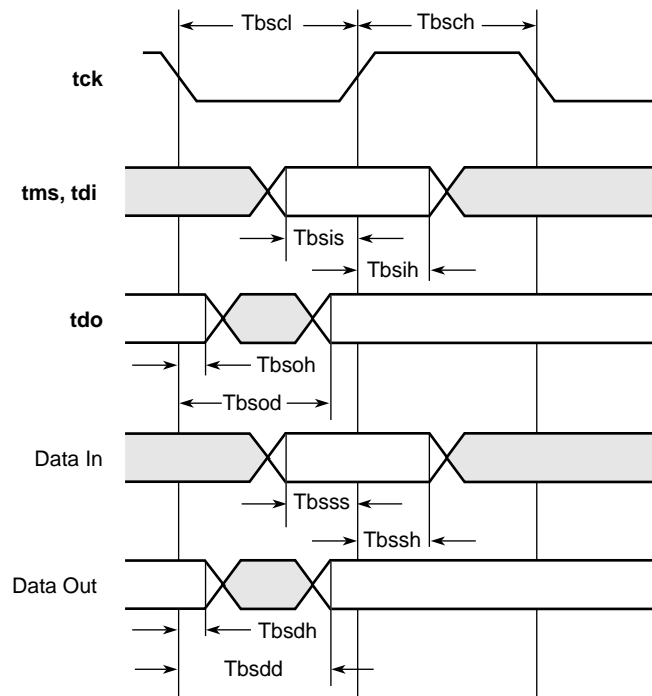 Tbscl Tbsch
tck
tms, tdi
Tbsis
Tbsih
tdo
Tbsoh
Tbsod
Data In
Tbsss
Tbssh
Data Out
Tbsdh
Tbsdd